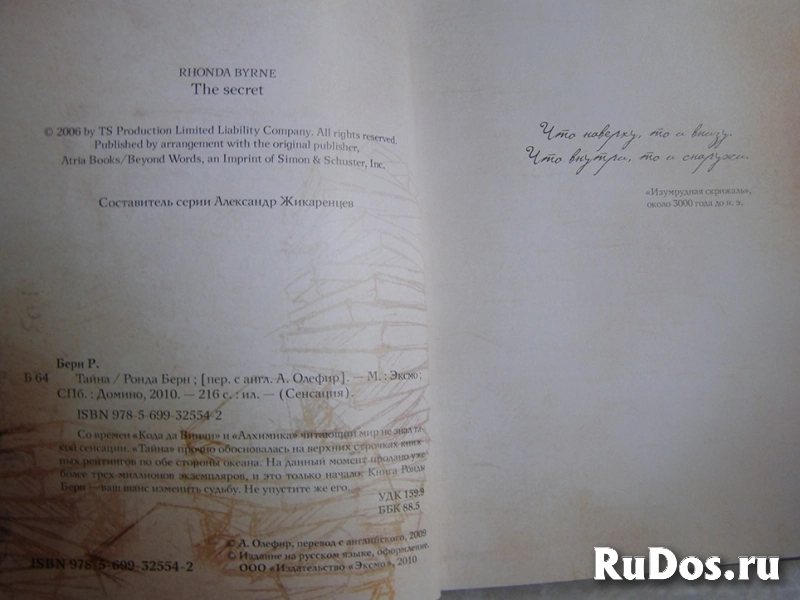 RHONDA BYRNE
The secret
© 2006 by TS Production Limited Liability Company. All rights reserved.
Published by arrangement with the original publisher,
Atria Books/Beyond Words, an Imprint of Simon & Schuster, Inc.
Составитель серии Александр Жикаренцев
Берн Р.
Б 64 Тайна / Ронда Берн ; [пер. с англ. А. Олефир]. — М. : Эксмо ;
СПб. : Домино, 2010. — 216 с. : ил. — (Сенсация).
ISBN 978-5-699-32554-2
Со времен «Кода да Винчи» и «Алхимика» читающий мир не знал та-
кой сенсации. «Тайна» прочно обосновалась на верхних строчках книж-
ных рейтингов по обе стороны океана. На данный момент продано уже
более трех миллионов экземпляров, и это только начало. Книга Ронды
Берн — ваш шанс изменить судьбу. Не упустите же его.
УДК 159.9
ББК 88.5
© А. Олефир, перевод с английского, 2009
© Издание на русском языке, оформление.
ООО «Издательство «Эксмо», 2010
ISBN 978-5-699-32554-2
Что наверху, то и внизу.
Что внутри, то и снаружи.
«Изумрудная скрижаль»,
около 3000 года до н. э.
RuDos.ru